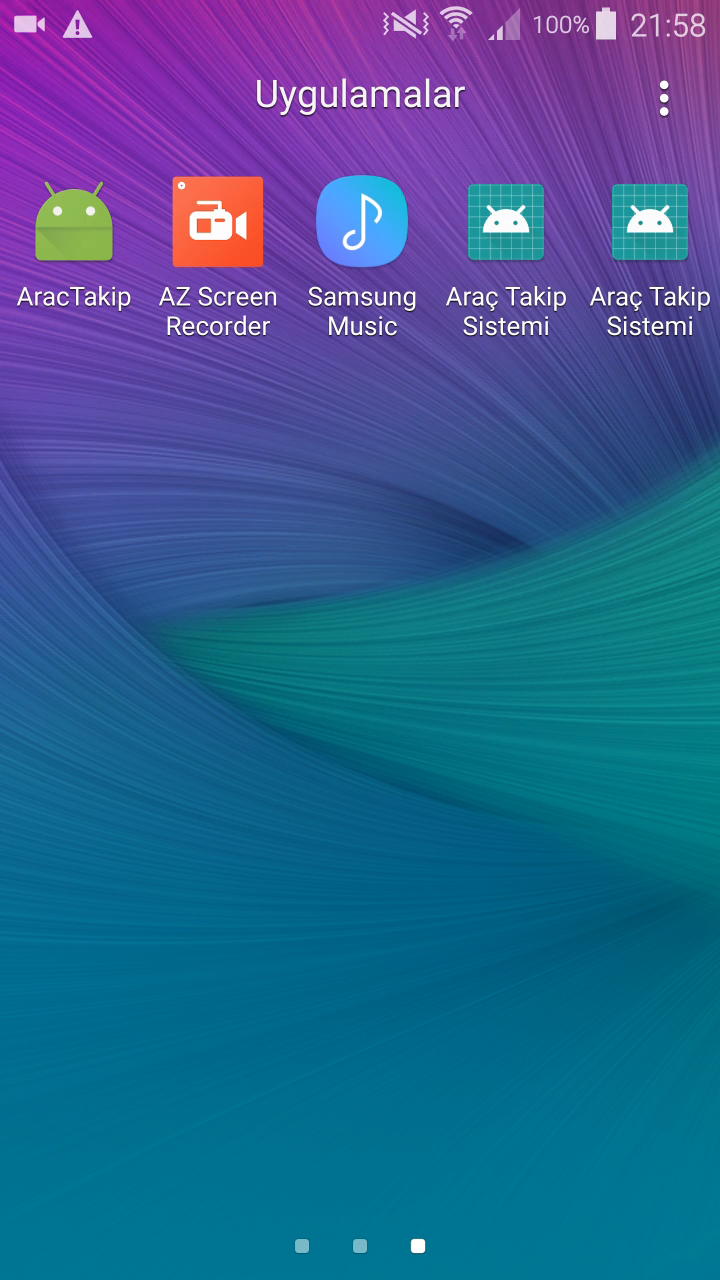 100% 21:58
Uygulamalar
AracTakip
AZ Screen
Recorder
Samsung
Music
Araç Takip
Sistemi
Araç Takip
Sistemi